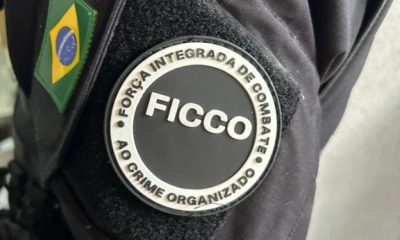 FORÇA INTEGRADA DE COMBATE
FICCO
AO CRIME ORGANIZADO